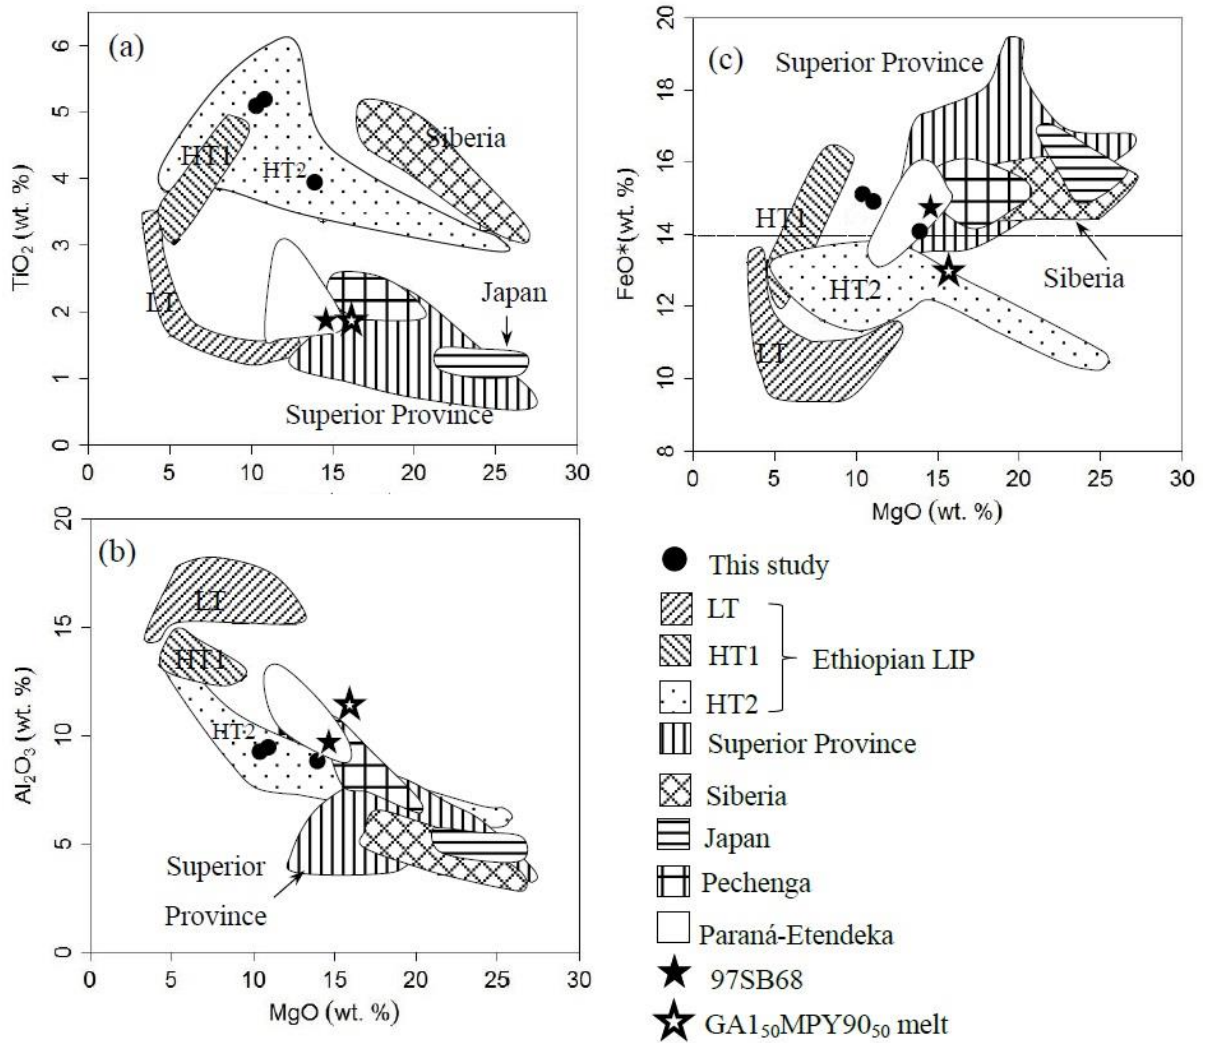 (a)
TiO₂ (wt. %)
6
5
4
3
2
1
0
HT1
HT2
LT
Siberia
Japan
Superior Province
0 5 10 15 20 25 30
(c)
FeO*(wt. %)
20
18
16
14
12
10
8
Superior Province
HT1
HT2
LT
Siberia
0 5 10 15 20 25 30
MgO (wt. %)
(b)
Al₂O₃ (wt. %)
20
15
10
5
0
LT
HT1
HT2
Superior
Province
0 5 10 15 20 25 30
MgO (wt. %)
This study
LT
HT1
HT2
Ethiopian LIP
Superior Province
Siberia
Japan
Pechenga
Paraná-Etendeka
97SB68
GA1₅₀MPY90₅₀ melt